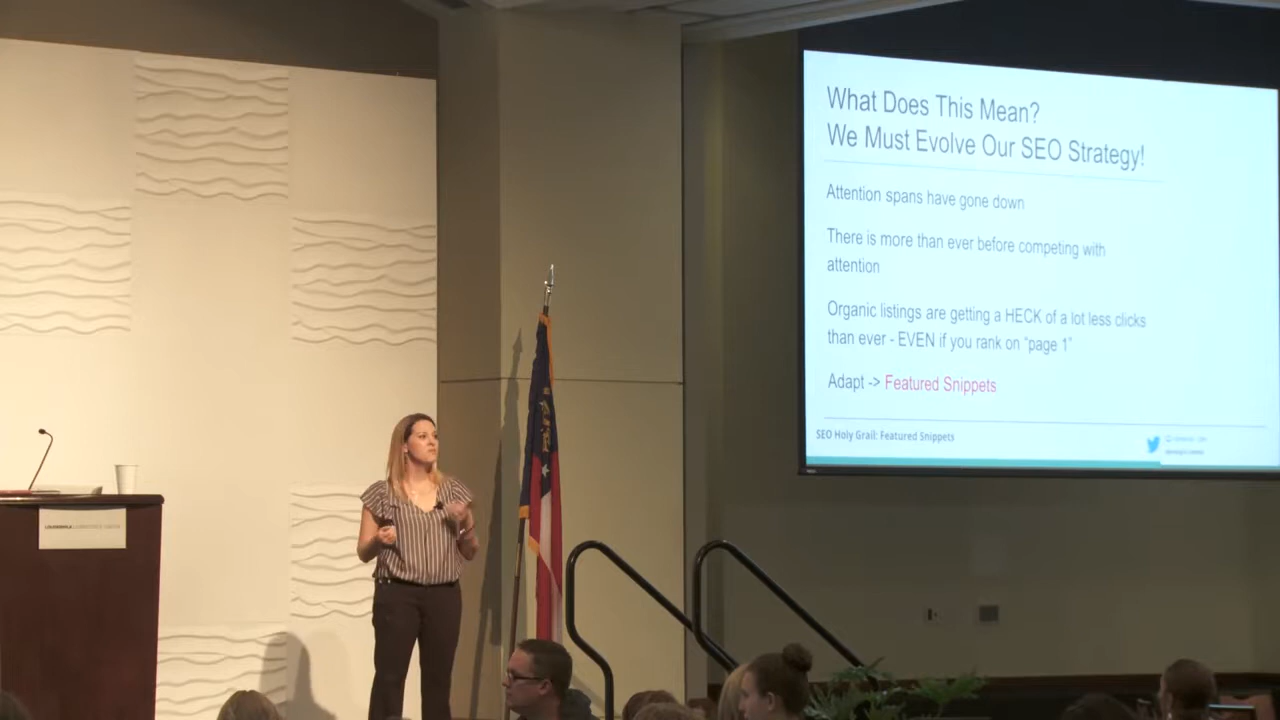 What Does This Mean?
We Must Evolve Our SEO Strategy!
Attention spans have gone down
There is more than ever before competing with
attention
Organic listings are getting a HECK of a lot less clicks
than ever - EVEN if you rank on “page 1”
Adapt -> Featured Snippets
SEO Holy Grail: Featured Snippets